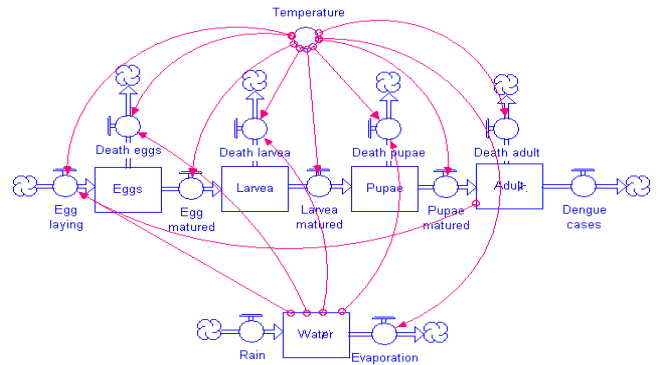 Temperature
Death eggs
Death larvea
Death pupae
Death adult
Eggs
Larvea
Pupae
Adult
Egg
laying
Egg
matured
Larvea
matured
Pupae
matured
Dengue
cases
Water
Rain
Evaporation